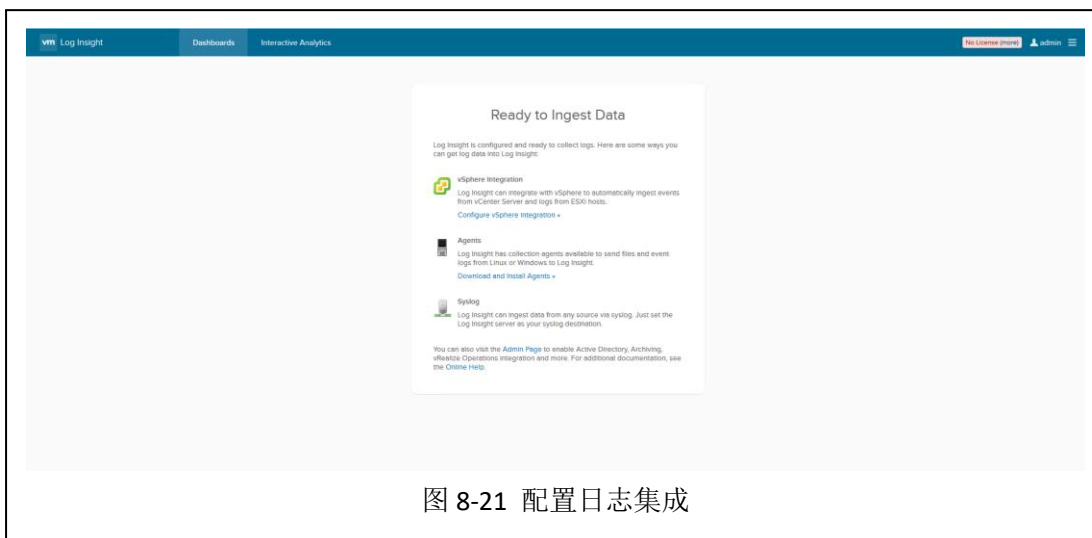 vm Log Insight Dashboards Interactive Analytics No License (more) admin
Ready to Ingest Data
Log Insight is configured and ready to collect logs. Here are some ways you
can get log data into Log Insight:
vSphere Integration
Log Insight can integrate with vSphere to automatically ingest events
from vCenter Server and logs from ESXi hosts.
Configure vSphere Integration »
Agents
Log Insight has collection agents available to send files and event
logs from Linux or Windows to Log Insight.
Download and Install Agents »
Syslog
Log Insight can ingest data from any source via syslog. Just set the
Log Insight server as your syslog destination.
You can also visit the Admin Page to enable Active Directory, Archiving,
vRealize Operations integration and more. For additional documentation, see
the Online Help.
图 8-21 配置日志集成